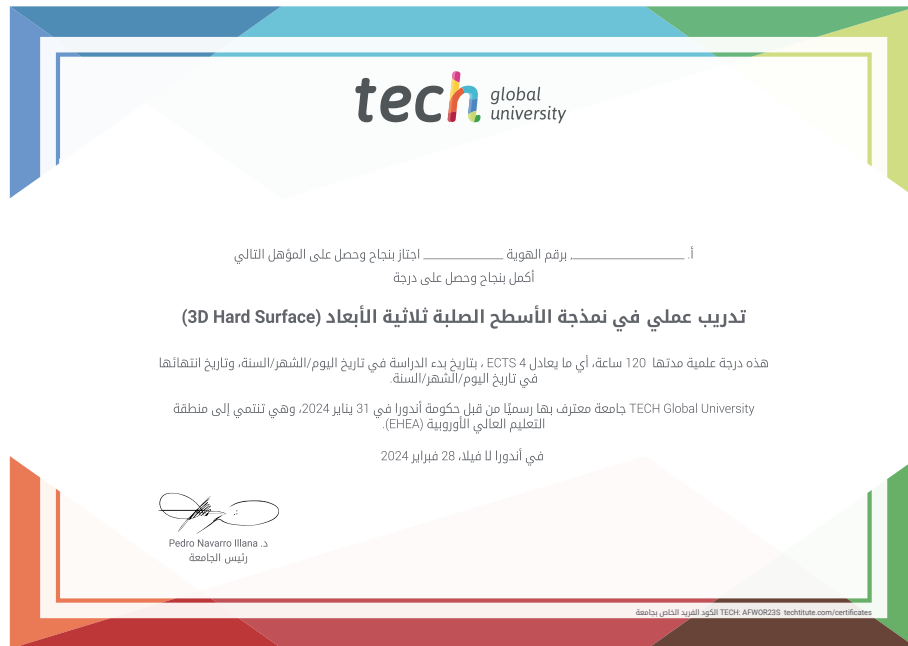 tech global
university
أ. ____________, برقم الهوية ____________ اجتاز بنجاح وحصل على المؤهل التالي
أكمل بنجاح وحصل على درجة
تدريب عملي في نمذجة الأسطح الصلبة ثلاثية الأبعاد (3D Hard Surface)
هذه درجة علمية مدتها 120 ساعة، أي ما يعادل 4 ECTS ، بتاريخ بدء الدراسة في تاريخ اليوم/الشهر/السنة، وتاريخ انتهائها
في تاريخ اليوم/الشهر/السنة.
TECH Global University جامعة معترف بها رسميًا من قبل حكومة أندورا في 31 يناير 2024، وهي تنتمي إلى منطقة
التعليم العالي الأوروبية (EHEA).
في أندورا لا فيلا، 28 فبراير 2024
د. Pedro Navarro Illana
رئيس الجامعة
الكود الفريد الخاص بجامعة TECH: AFWOR23S techtitute.com/certificates